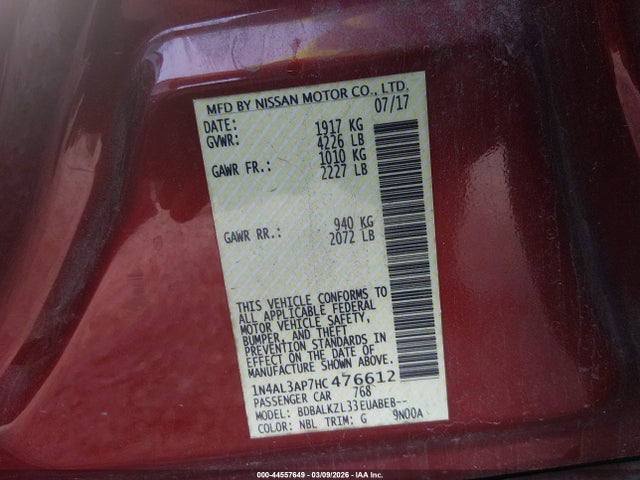 MFD BY NISSAN MOTOR CO., LTD.
DATE: 07/17
GVWR: 1917 KG
4226 LB
GAWR FR.: 1010 KG
2227 LB
GAWR RR.: 940 KG
2072 LB
THIS VEHICLE CONFORMS TO
ALL APPLICABLE FEDERAL
MOTOR VEHICLE SAFETY,
BUMPER, AND THEFT
PREVENTION STANDARDS IN
EFFECT ON THE DATE OF
MANUFACTURE SHOWN ABOVE.
1N4AL3AP7HC476612
PASSENGER CAR 768
MODEL: BDBALKZL33EUABEB--
COLOR: NBL TRIM: G 9N00A
000-44557649 | 03/09/2026 - IAA Inc.